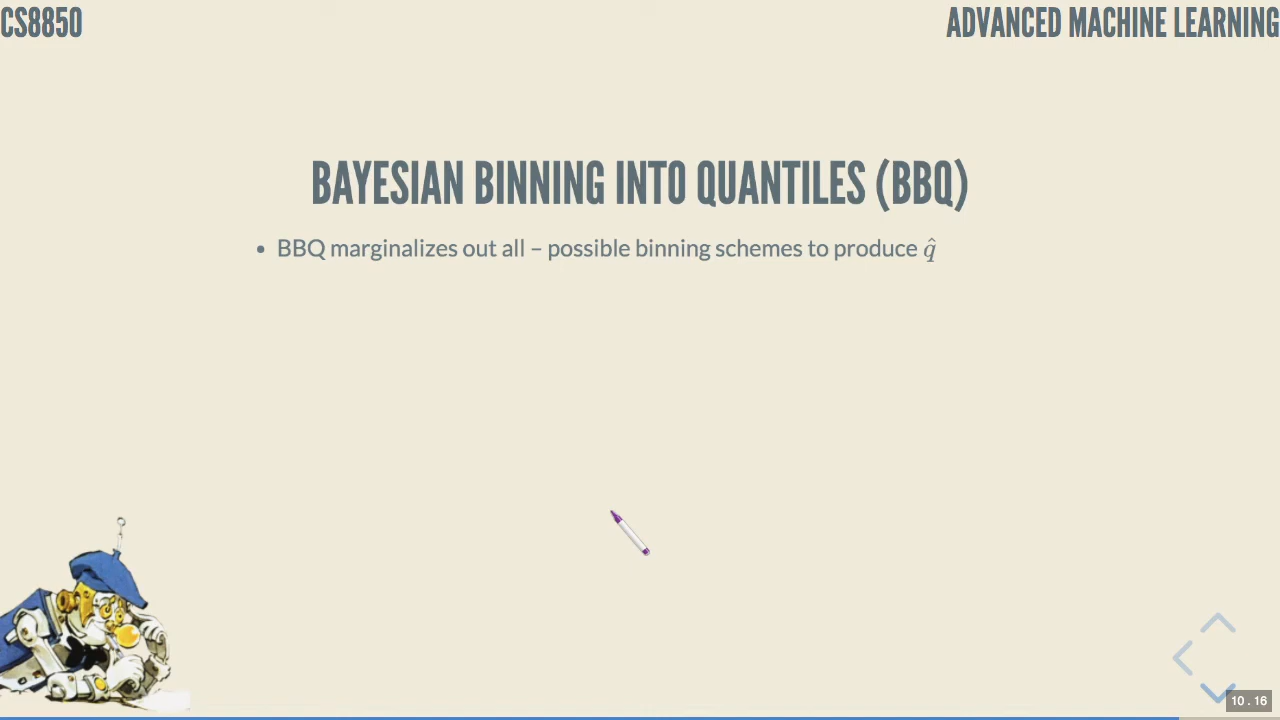 CS8850
ADVANCED MACHINE LEARNING
BAYESIAN BINNING INTO QUANTILES (BBQ)
• BBQ marginalizes out all – possible binning schemes to produce q̂
10 . 16